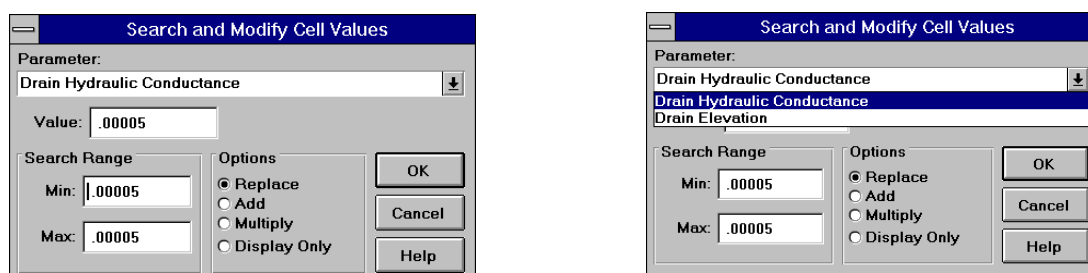 Search and Modify Cell Values
Parameter:
Drain Hydraulic Conductance
Value: .00005
Search Range
Min: .00005
Max: .00005
Options
Replace
Add
Multiply
Display Only
OK
Cancel
Help
Search and Modify Cell Values
Parameter:
Drain Hydraulic Conductance
Drain Hydraulic Conductance
Drain Elevation
Search Range
Min: .00005
Max: .00005
Options
Replace
Add
Multiply
Display Only
OK
Cancel
Help